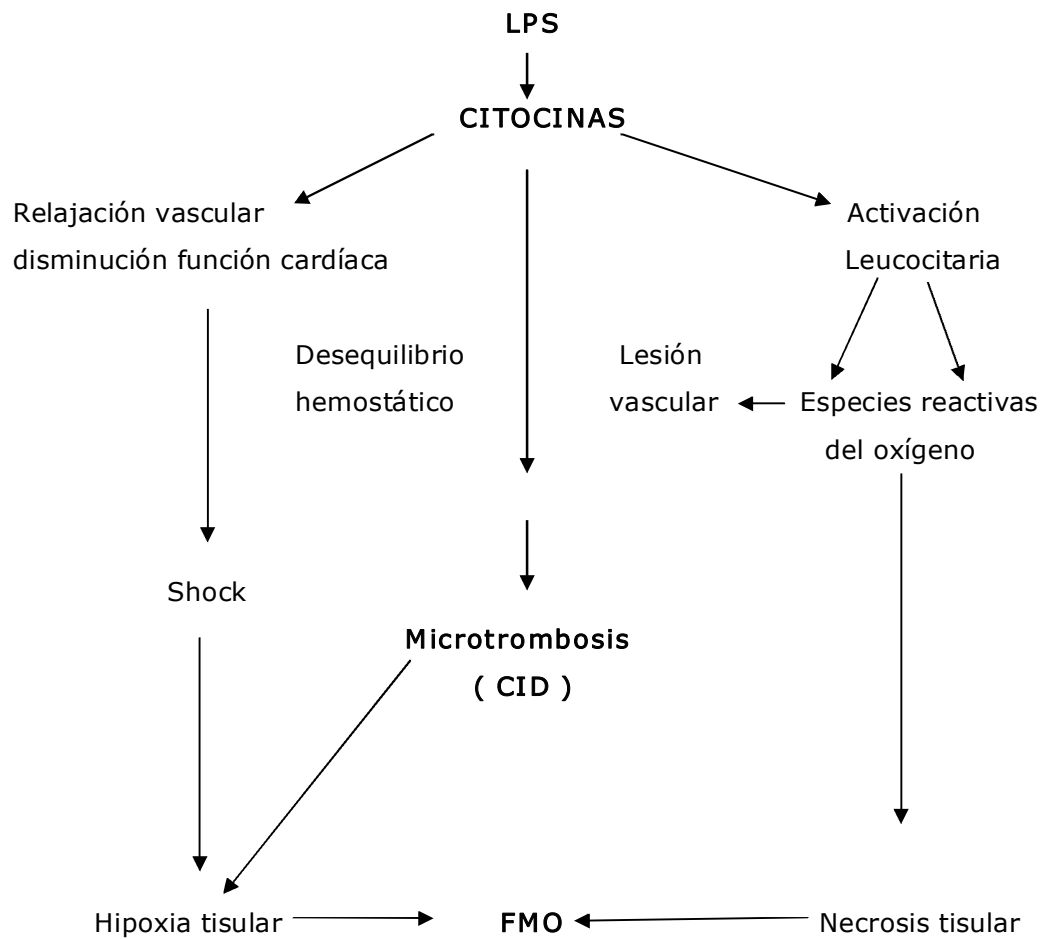 LPS
CITOCINAS
Relajación vascular
disminución función cardíaca
Activación
Leucocitaria
Desequilibrio
hemostático
Lesión
vascular
Especies reactivas
del oxígeno
Shock
Microtrombosis
( CID )
Hipoxia tisular
FMO
Necrosis tisular